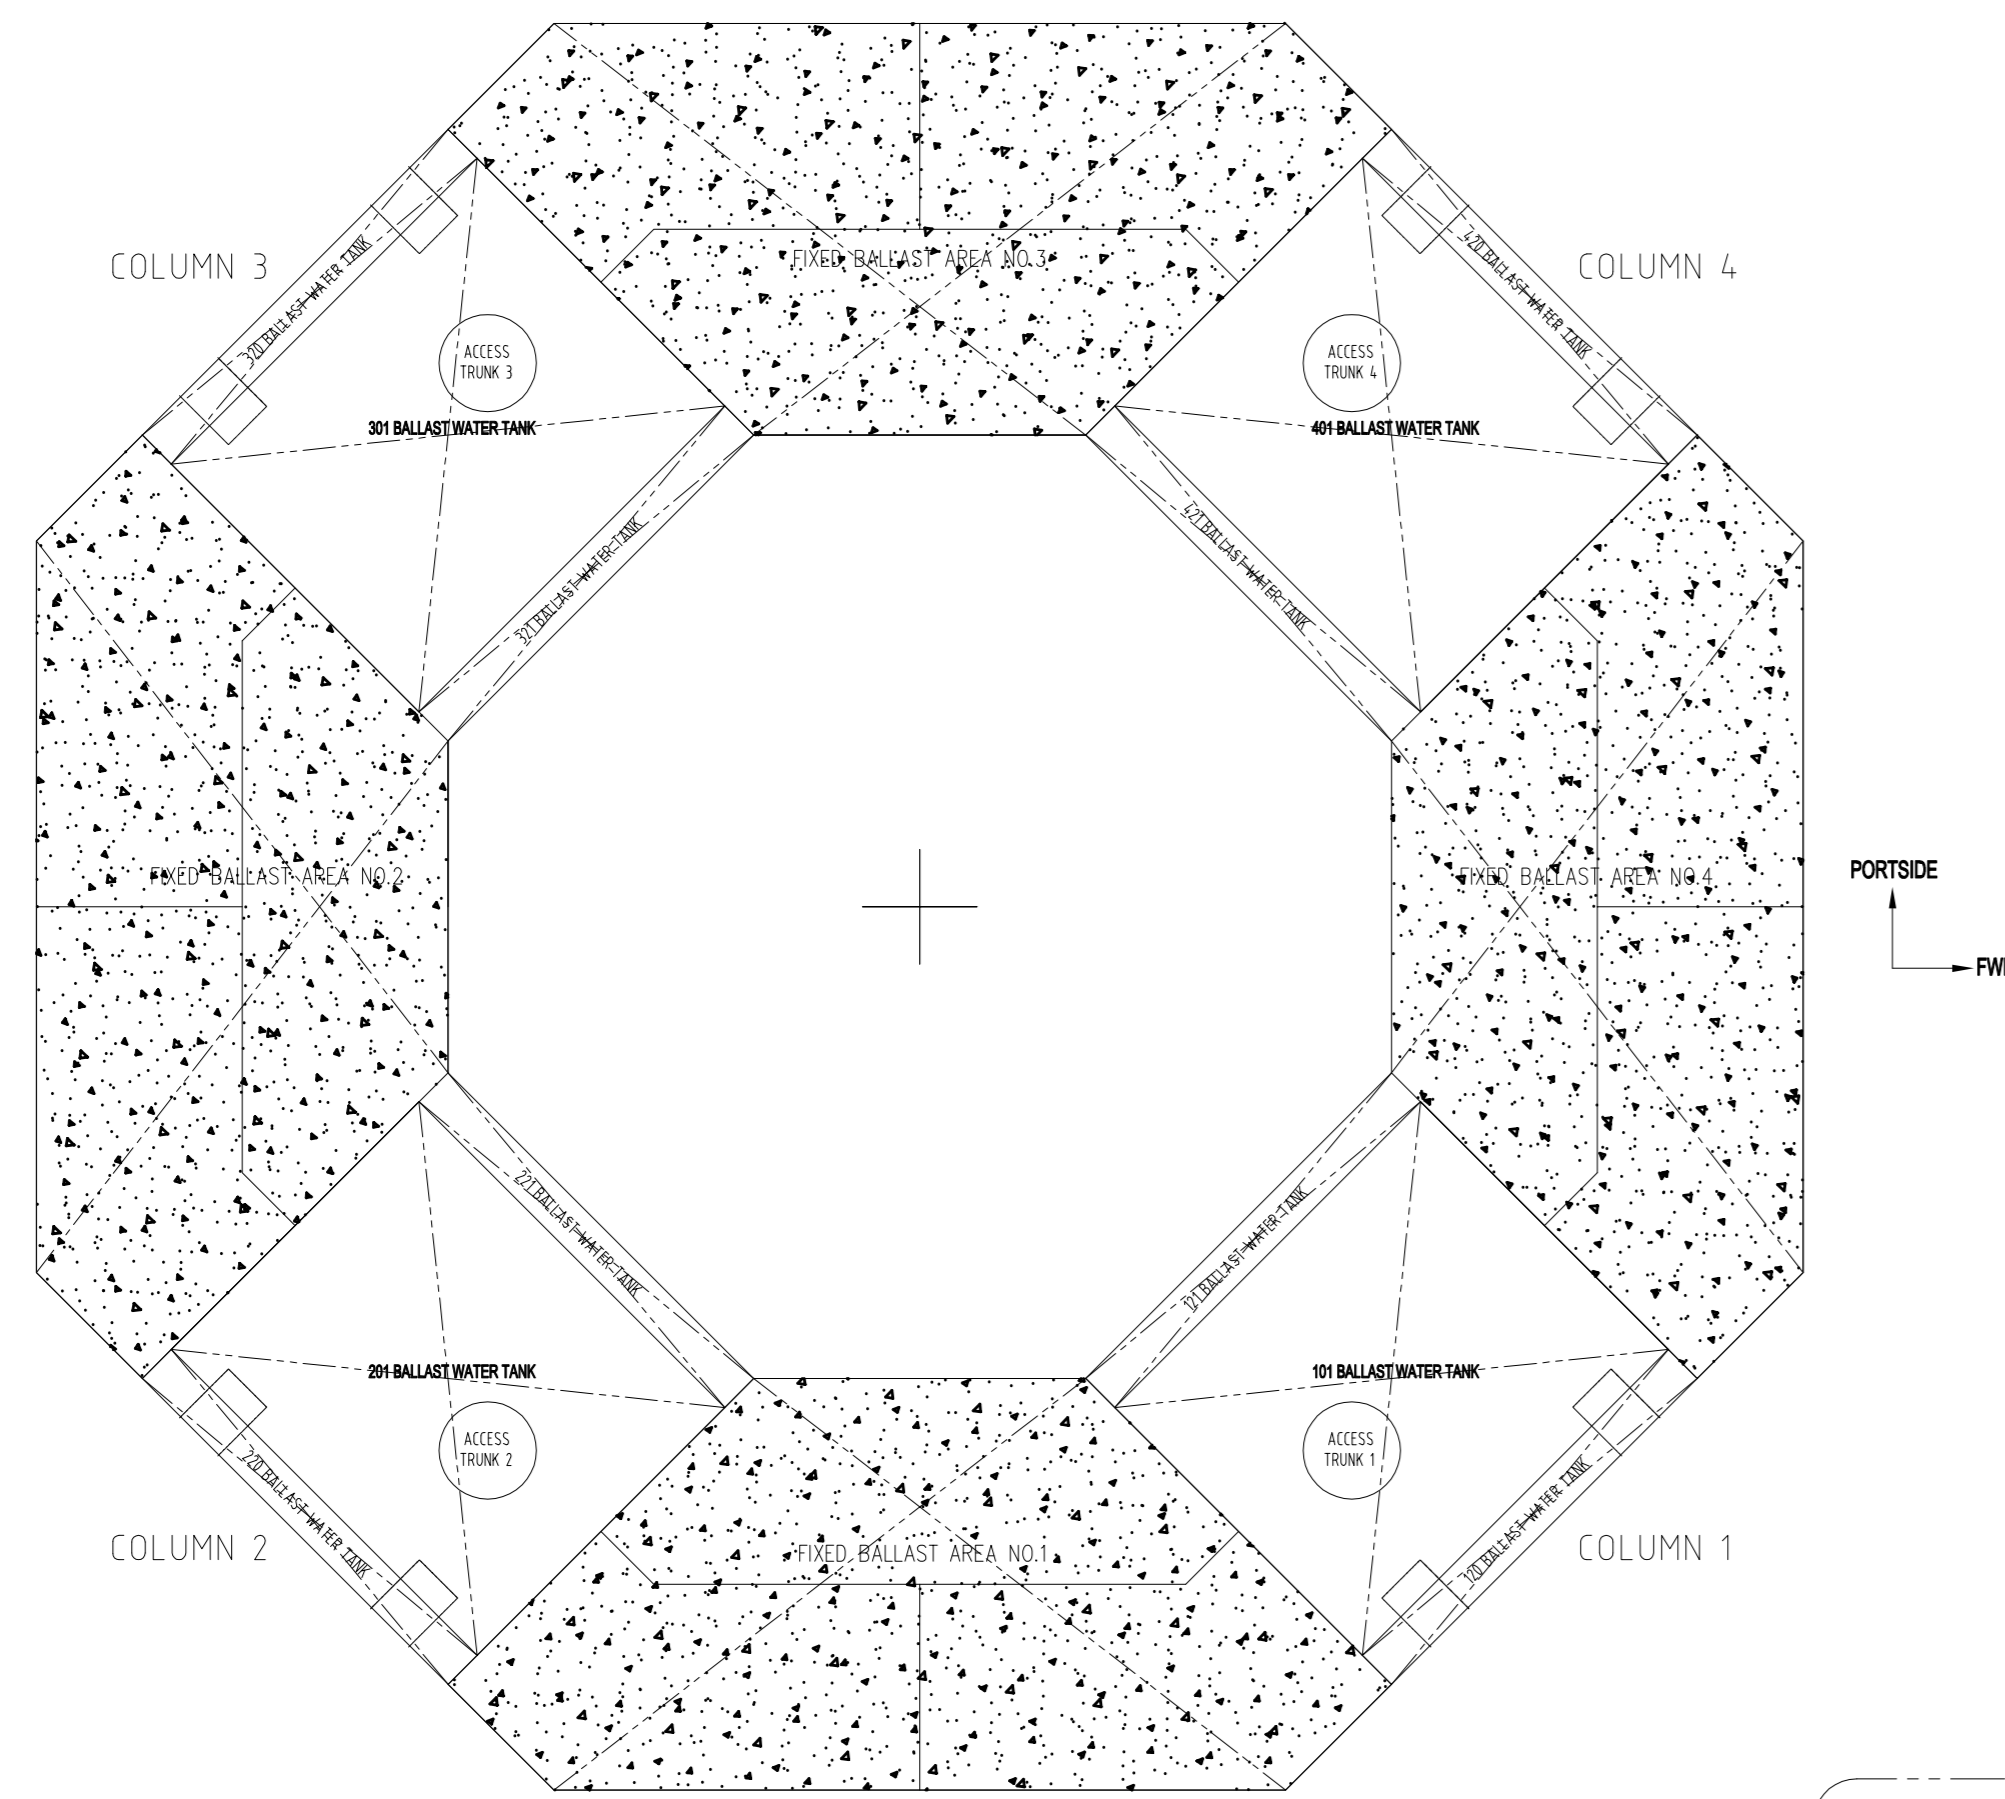 FIXED BALLAST AREA NO.3
COLUMN 3
320 BALLAST WATER TANK
420 BALLAST WATER TANK
COLUMN 4
ACCESS
TRUNK 3
ACCESS
TRUNK 4
301 BALLAST WATER TANK
401 BALLAST WATER TANK
321 BALLAST WATER TANK
421 BALLAST WATER TANK
FIXED BALLAST AREA NO.2
FIXED BALLAST AREA NO.4
PORTSIDE
221 BALLAST WATER TANK
121 BALLAST WATER TANK
201 BALLAST WATER TANK
101 BALLAST WATER TANK
ACCESS
TRUNK 2
ACCESS
TRUNK 1
220 BALLAST WATER TANK
120 BALLAST WATER TANK
COLUMN 2
FIXED BALLAST AREA NO.1
COLUMN 1